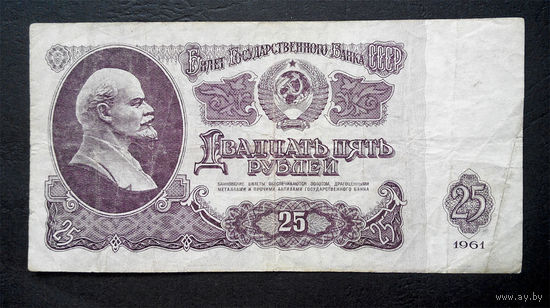 Билет Государственного Банка СССР
Двадцать пять
рублей
БАНКОВСКИЕ БИЛЕТЫ ОБЕСПЕЧИВАЮТСЯ ЗОЛОТОМ, ДРАГОЦЕННЫМИ
МЕТАЛЛАМИ И ПРОЧИМИ АКТИВАМИ ГОСУДАРСТВЕННОГО БАНКА
25
25
25
25
1961
www.ay.by